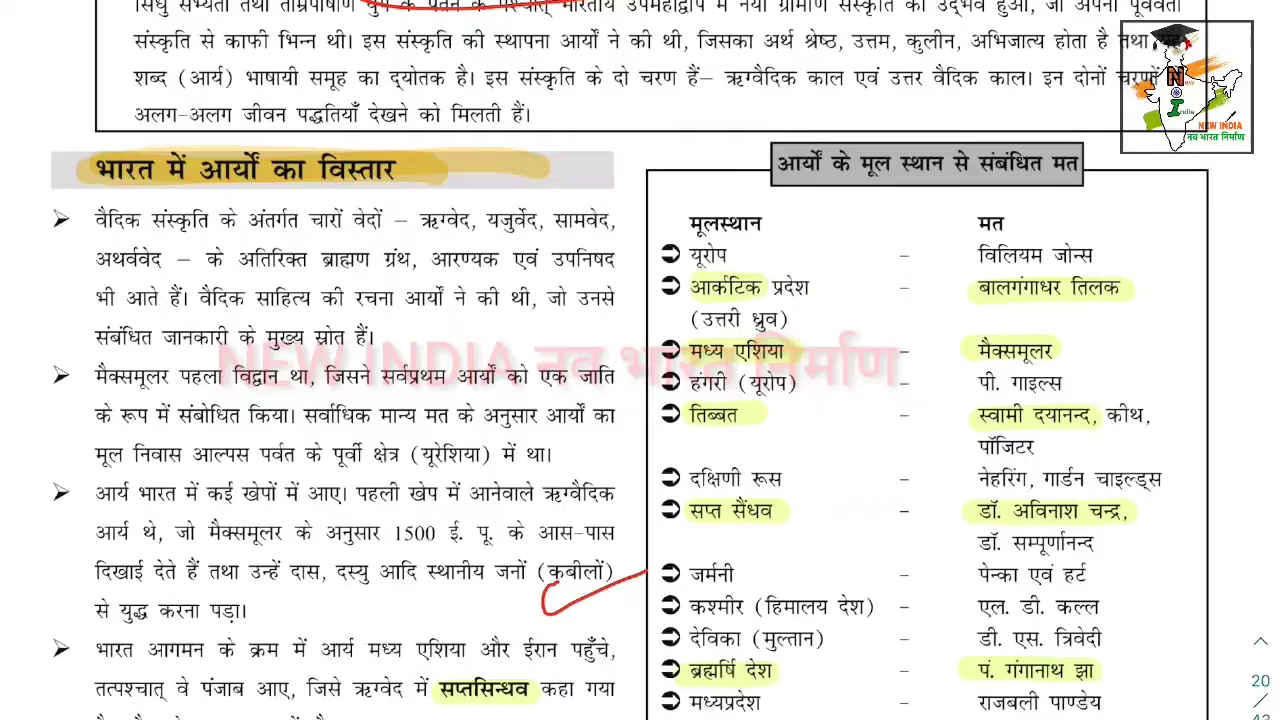 सिंधु सभ्यता तथा ताम्रपाषाण युग के पतन के पश्चात् भारतीय उपमहाद्वीप में नयी ग्रामीण संस्कृति का उद्भव हुआ, जो अपनी पूर्ववर्ती
संस्कृति से काफी भिन्न थी। इस संस्कृति की स्थापना आर्यों ने की थी, जिसका अर्थ श्रेष्ठ, उत्तम, कुलीन, अभिजात्य होता है तथा यह
शब्द (आर्य) भाषायी समूह का द्योतक है। इस संस्कृति के दो चरण हैं– ऋग्वैदिक काल एवं उत्तर वैदिक काल। इन दोनों चरणों में
अलग-अलग जीवन पद्धतियाँ देखने को मिलती हैं।
NEW INDIA
नव भारत निर्माण
भारत में आर्यों का विस्तार
वैदिक संस्कृति के अंतर्गत चारों वेदों – ऋग्वेद, यजुर्वेद, सामवेद,
अथर्ववेद – के अतिरिक्त ब्राह्मण ग्रंथ, आरण्यक एवं उपनिषद
भी आते हैं। वैदिक साहित्य की रचना आर्यों ने की थी, जो उनसे
संबंधित जानकारी के मुख्य स्रोत हैं।
मैक्समूलर पहला विद्वान था, जिसने सर्वप्रथम आर्यों को एक जाति
के रूप में संबोधित किया। सर्वाधिक मान्य मत के अनुसार आर्यों का
मूल निवास आल्पस पर्वत के पूर्वी क्षेत्र (यूरेशिया) में था।
आर्य भारत में कई खेपों में आए। पहली खेप में आनेवाले ऋग्वैदिक
आर्य थे, जो मैक्समूलर के अनुसार 1500 ई. पू. के आस-पास
दिखाई देते हैं तथा उन्हें दास, दस्यु आदि स्थानीय जनों (कबीलों)
से युद्ध करना पड़ा।
भारत आगमन के क्रम में आर्य मध्य एशिया और ईरान पहुँचे,
तत्पश्चात् वे पंजाब आए, जिसे ऋग्वेद में सप्तसिन्धव कहा गया
आर्यों के मूल स्थान से संबंधित मत
मूलस्थान मत
यूरोप – विलियम जोन्स
आर्कटिक प्रदेश – बालगंगाधर तिलक
(उत्तरी ध्रुव)
मध्य एशिया – मैक्समूलर
हंगरी (यूरोप) – पी. गाइल्स
तिब्बत – स्वामी दयानन्द, कीथ,
पॉजिटर
दक्षिणी रूस – नेहरिंग, गार्डन चाइल्ड्स
सप्त सैंधव – डॉ. अविनाश चन्द्र,
डॉ. सम्पूर्णानन्द
जर्मनी – पेन्का एवं हर्ट
कश्मीर (हिमालय देश) – एल. डी. कल्ल
देविका (मुल्तान) – डी. एस. त्रिवेदी
ब्रह्मर्षि देश – पं. गंगानाथ झा
मध्यप्रदेश – राजबली पाण्डेय
NEW INDIA नव भारत निर्माण
20
/